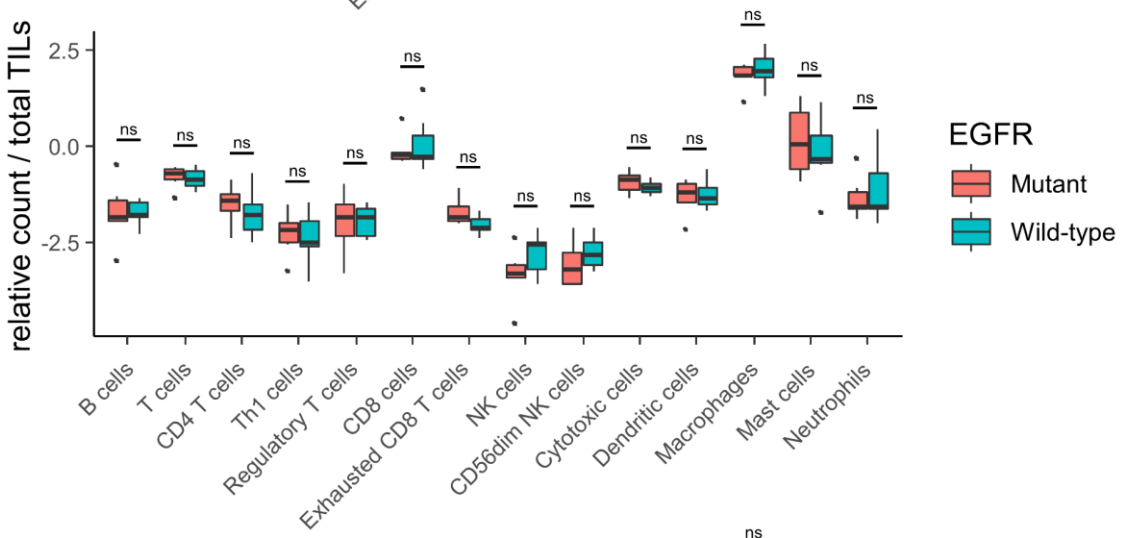 E
relative count / total TILs
2.5
0.0
-2.5
ns
ns
ns
ns
ns
ns
ns
ns
ns
ns
ns
ns
ns
ns
B cells
T cells
CD4 T cells
Th1 cells
Regulatory T cells
CD8 cells
Exhausted CD8 T cells
NK cells
CD56dim NK cells
Cytotoxic cells
Dendritic cells
Macrophages
Mast cells
Neutrophils
EGFR
Mutant
Wild-type
ns